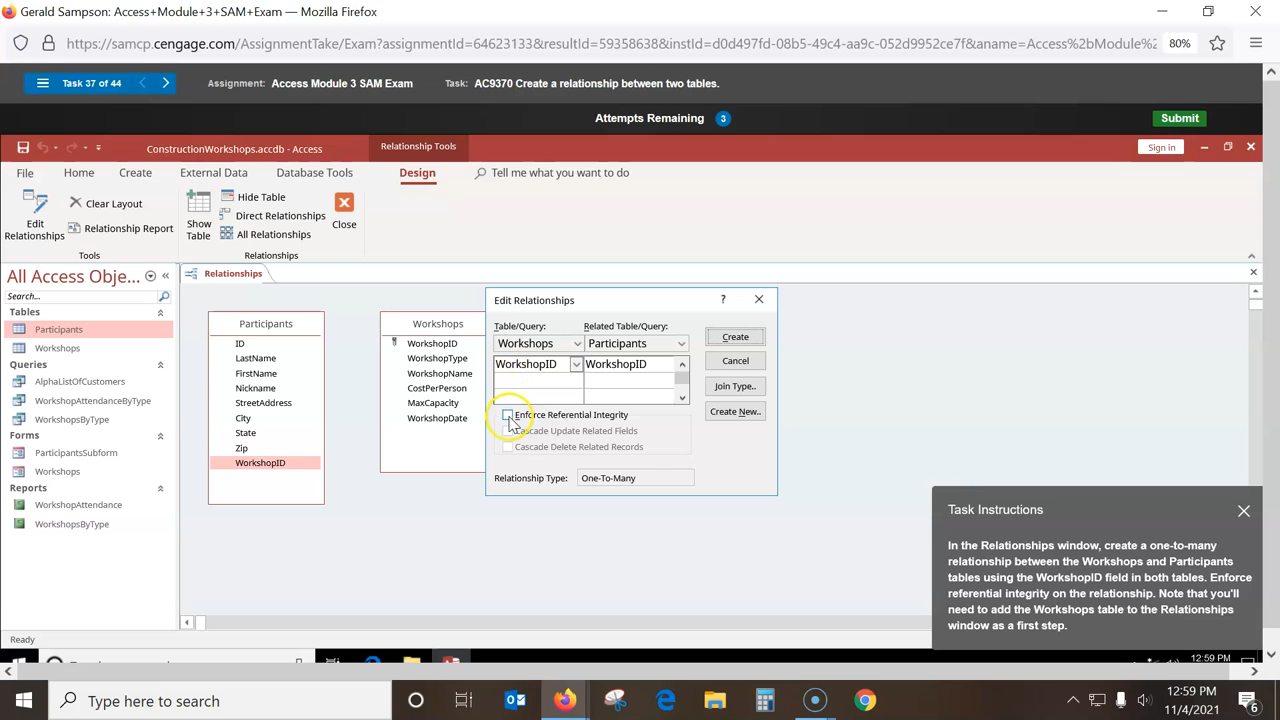 Gerald Sampson: Access+Module+3+SAM+Exam — Mozilla Firefox
https://samcp.cengage.com/AssignmentTake/Exam?assignmentId=64623133&resultId=59358638&instId=d0d497fd-08b5-49c4-aa9c-052d9952ce7f&aname=Access%2bModule% 80%
Task 37 of 44 Assignment: Access Module 3 SAM Exam Task: AC9370 Create a relationship between two tables.
Attempts Remaining 3 Submit
ConstructionWorkshops.accdb - Access Relationship Tools Sign in
File Home Create External Data Database Tools Design Tell me what you want to do
Edit Relationships
Clear Layout
Relationship Report
Show Table
Hide Table
Direct Relationships
All Relationships
Close
Tools Relationships
All Access Obje...
Search...
Tables
Participants
Workshops
Queries
AlphaListOfCustomers
WorkshopAttendanceByType
WorkshopsByType
Forms
ParticipantsSubform
Workshops
Reports
WorkshopAttendance
WorkshopsByType
Relationships
Participants
ID
LastName
FirstName
Nickname
StreetAddress
City
State
Zip
WorkshopID
Workshops
WorkshopID
WorkshopType
WorkshopName
CostPerPerson
MaxCapacity
WorkshopDate
Edit Relationships ?
Table/Query: Related Table/Query:
Workshops Participants
WorkshopID WorkshopID
Enforce Referential Integrity
Cascade Update Related Fields
Cascade Delete Related Records
Relationship Type: One-To-Many
Create
Cancel
Join Type..
Create New..
Task Instructions
In the Relationships window, create a one-to-many
relationship between the Workshops and Participants
tables using the WorkshopID field in both tables. Enforce
referential integrity on the relationship. Note that you'll
need to add the Workshops table to the Relationships
window as a first step.
Ready
12:59 PM
Type here to search
12:59 PM
11/4/2021
6